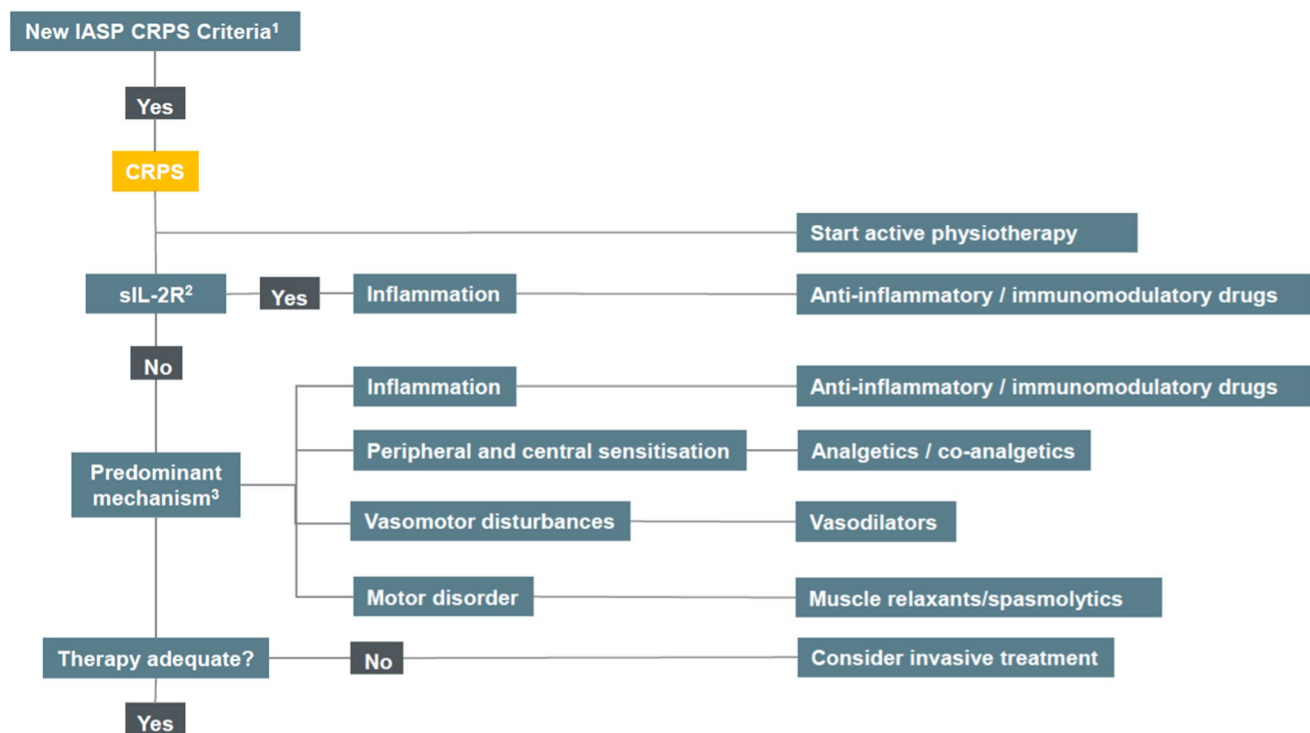 New IASP CRPS Criteria¹
Yes
CRPS
Start active physiotherapy
sIL-2R²
Yes
Inflammation
Anti-inflammatory / immunomodulatory drugs
No
Inflammation
Anti-inflammatory / immunomodulatory drugs
Peripheral and central sensitisation
Analgetics / co-analgetics
Predominant
mechanism³
Vasomotor disturbances
Vasodilators
Motor disorder
Muscle relaxants/spasmolytics
Therapy adequate?
No
Consider invasive treatment
Yes